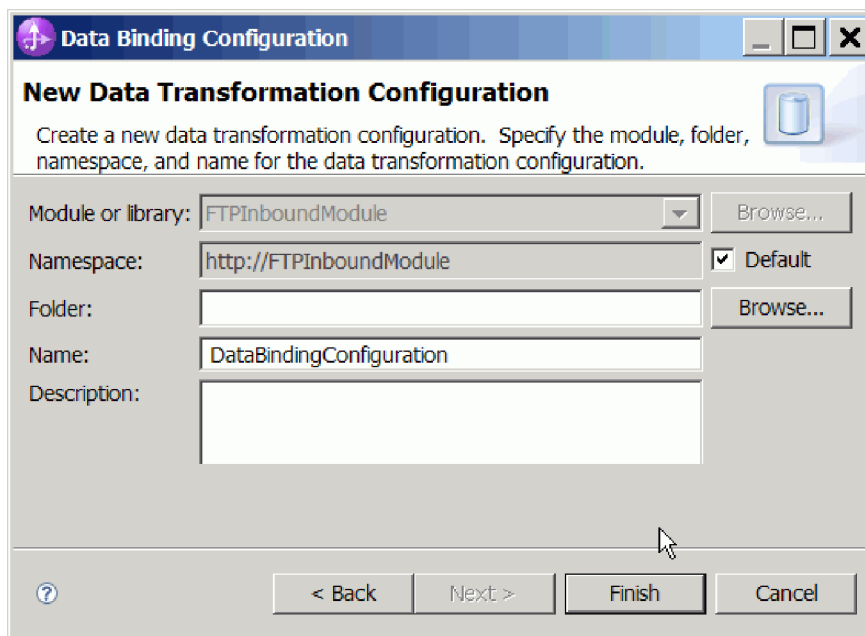 Data Binding Configuration
New Data Transformation Configuration
Create a new data transformation configuration. Specify the module, folder,
namespace, and name for the data transformation configuration.
Module or library: FTPInboundModule Browse...
Namespace: http://FTPInboundModule Default
Folder: Browse...
Name: DataBindingConfiguration
Description:
? < Back Next > Finish Cancel